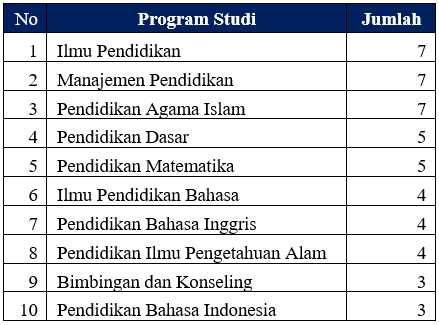 No Program Studi Jumlah
1 Ilmu Pendidikan 7
2 Manajemen Pendidikan 7
3 Pendidikan Agama Islam 7
4 Pendidikan Dasar 5
5 Pendidikan Matematika 5
6 Ilmu Pendidikan Bahasa 4
7 Pendidikan Bahasa Inggris 4
8 Pendidikan Ilmu Pengetahuan Alam 4
9 Bimbingan dan Konseling 3
10 Pendidikan Bahasa Indonesia 3